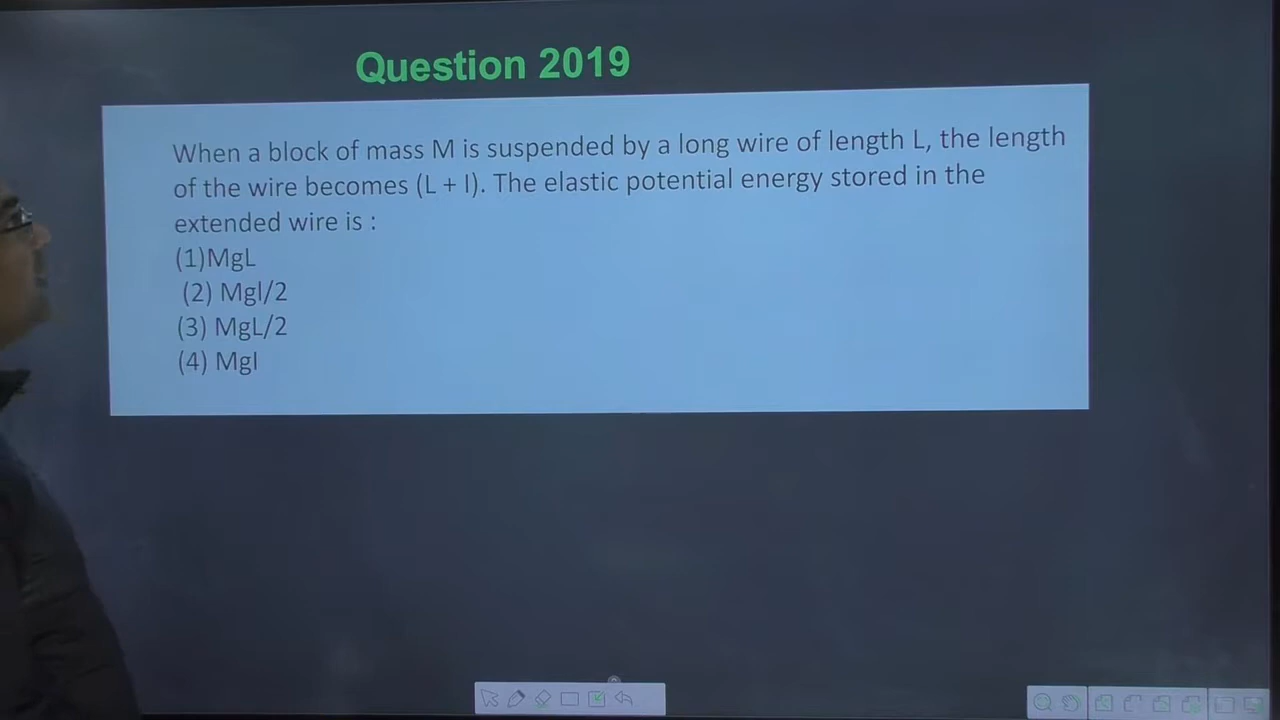 Question 2019
When a block of mass M is suspended by a long wire of length L, the length
of the wire becomes (L + l). The elastic potential energy stored in the
extended wire is :
(1)MgL
(2) Mgl/2
(3) MgL/2
(4) Mgl